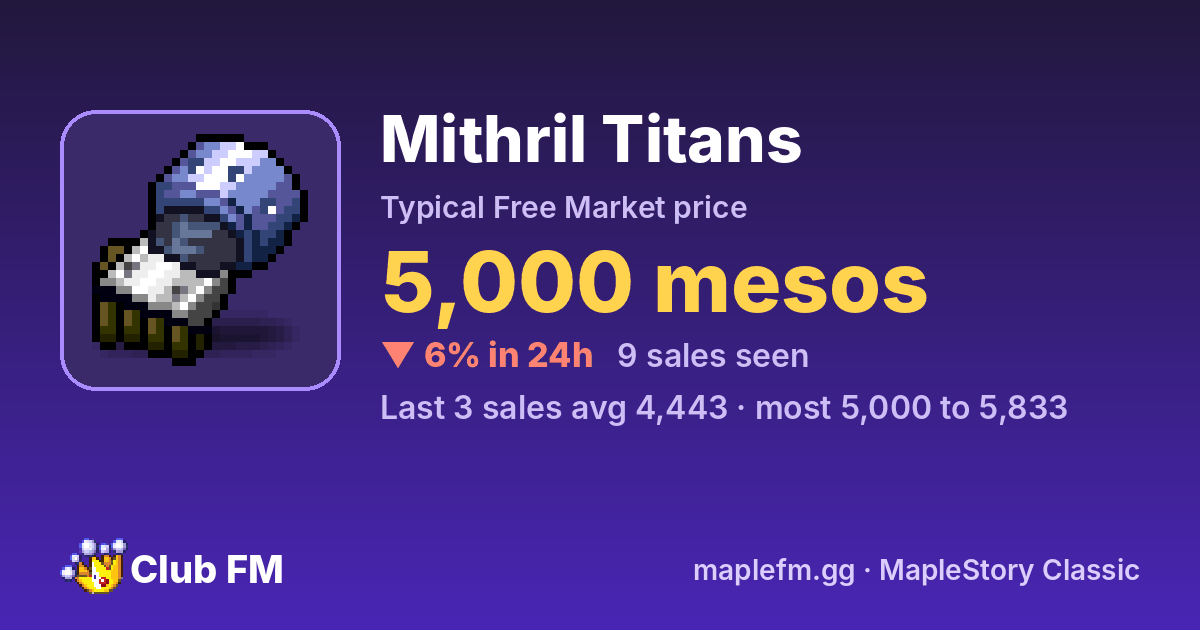 Mithril Titans
Typical Free Market price
5,000 mesos
▼ 6% in 24h 9 sales seen
Last 3 sales avg 4,443 · most 5,000 to 5,833
Club FM
maplefm.gg · MapleStory Classic